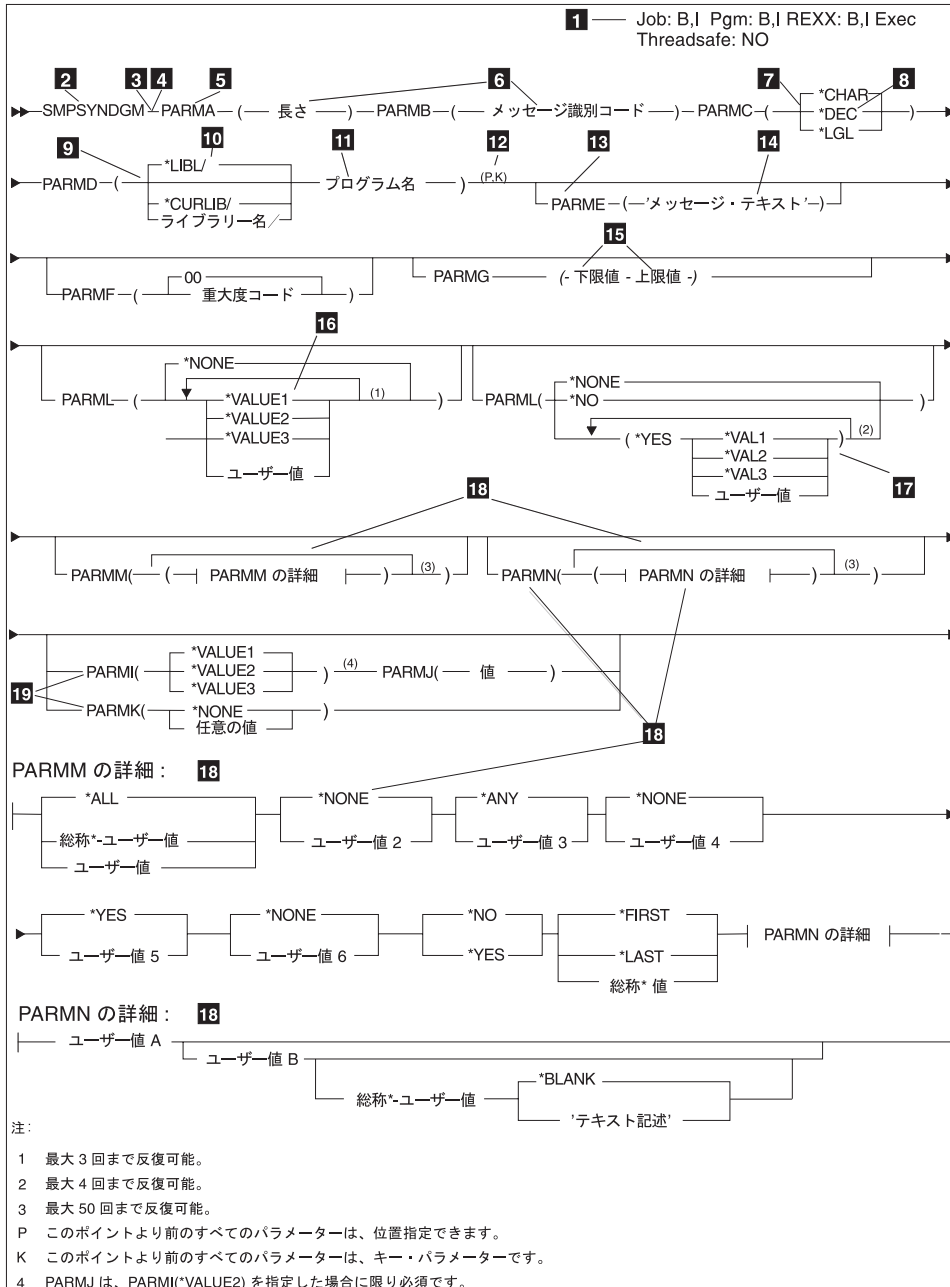 1 Job: B,I Pgm: B,I REXX: B,I Exec
Threadsafe: NO
2 3 4 5 6 7 8
SMPSYNDGM PARMA ( 長さ ) PARMB ( メッセージ識別コード ) PARMC ( *CHAR
*DEC )
*LGL
9 10 11 12 13 14
*LIBL/
PARMD ( プログラム名 ) (P,K)
*CURLIB/
ライブラリー名/
PARME ( 'メッセージ・テキスト' )
15
00
PARMF ( 重大度コード )
PARMG (- 下限値 - 上限値 -)
16
*NONE
PARML ( *VALUE1 (1) )
*VALUE2
*VALUE3
ユーザー値
*NONE
PARML( *NO )
( *YES *VAL1 ) (2)
*VAL2
*VAL3
ユーザー値
17
18
PARMM( ( PARMM の詳細 ) (3) )
PARMN( ( PARMN の詳細 ) (3) )
*VALUE1
PARMI( *VALUE2 ) (4) PARMJ( 値 )
*VALUE3
19
PARMK( *NONE )
任意の値
18
PARMM の詳細 : 18
*ALL *NONE *ANY *NONE
総称*-ユーザー値 ユーザー値 2 ユーザー値 3 ユーザー値 4
ユーザー値
*YES *NONE *NO *FIRST
ユーザー値 5 ユーザー値 6 *YES *LAST PARMN の詳細
総称* 値
PARMN の詳細 : 18
ユーザー値 A
ユーザー値 B
*BLANK
総称*-ユーザー値
'テキスト記述'
注 :
1 最大 3 回まで反復可能。
2 最大 4 回まで反復可能。
3 最大 50 回まで反復可能。
P このポイントより前のすべてのパラメーターは、位置指定できます。
K このポイントより前のすべてのパラメーターは、キー・パラメーターです。
4 PARMJ は、PARMI(*VALUE2) を指定した場合に限り必須です。